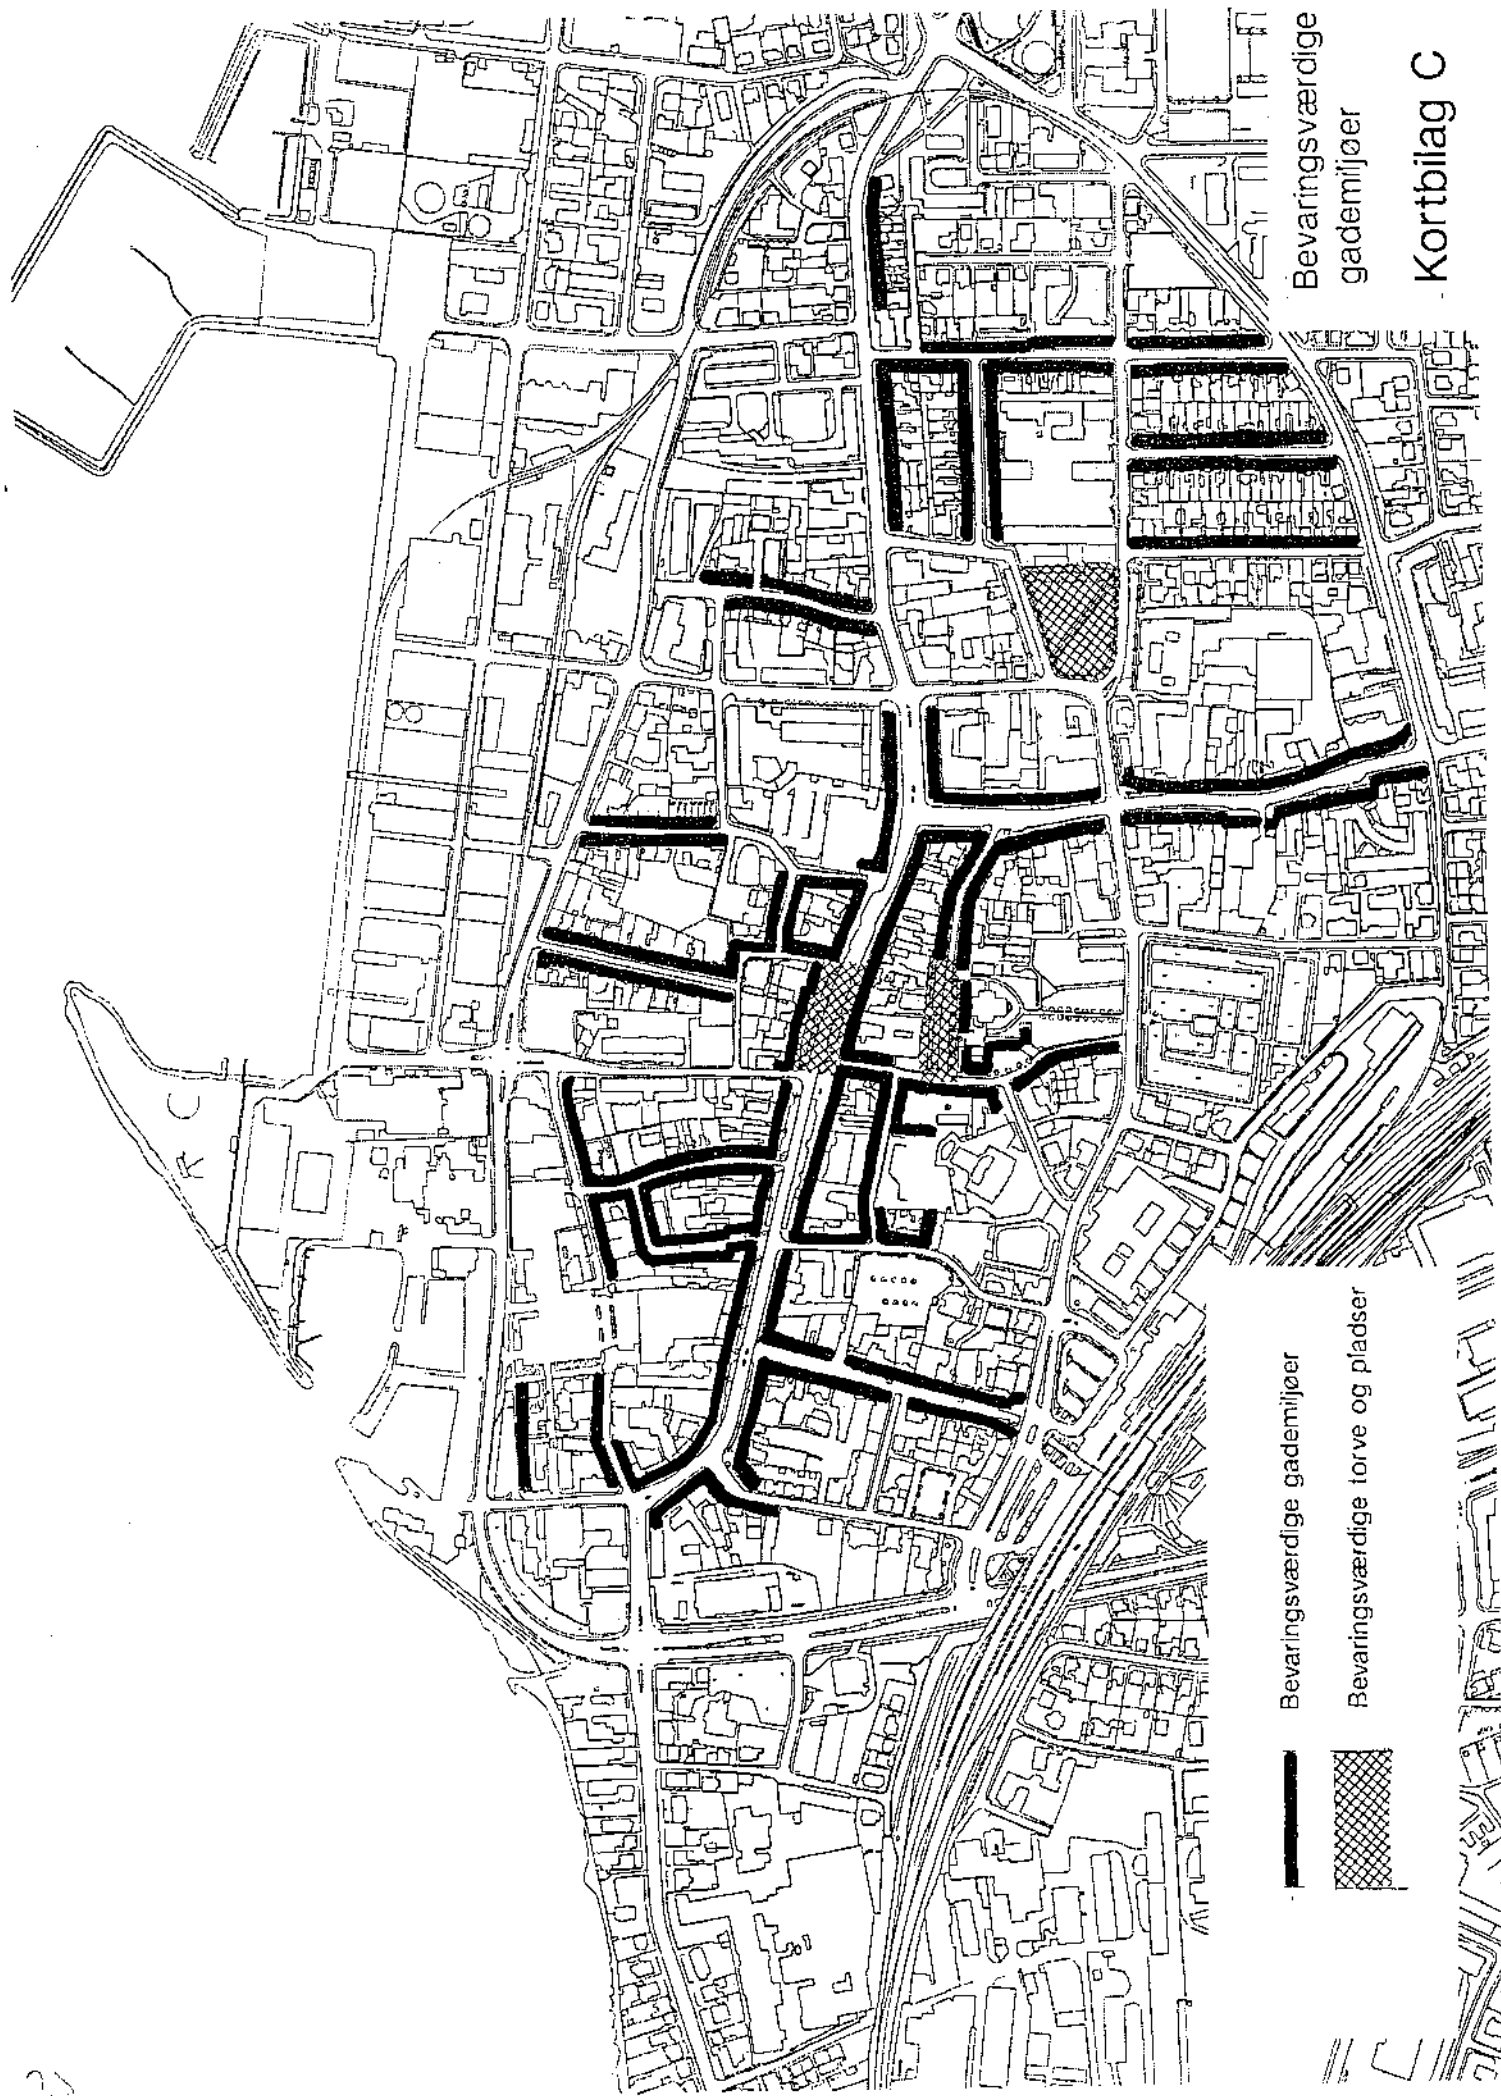 Bevaringsværdige
gademiljøer
Kortbilag C
Bevaringsværdige gademiljøer
Bevaringsværdige torve og pladser